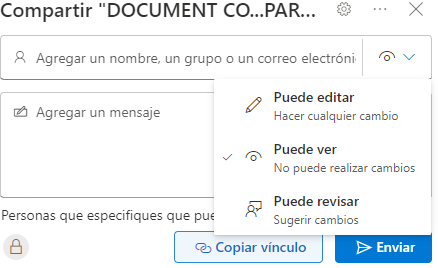 Compartir "DOCUMENT CO...PAR...
Agregar un nombre, un grupo o un correo electróni
Agregar un mensaje
Puede editar
Hacer cualquier cambio
Puede ver
No puede realizar cambios
Puede revisar
Sugerir cambios
Personas que especifiques que pue
Copiar vínculo
Enviar